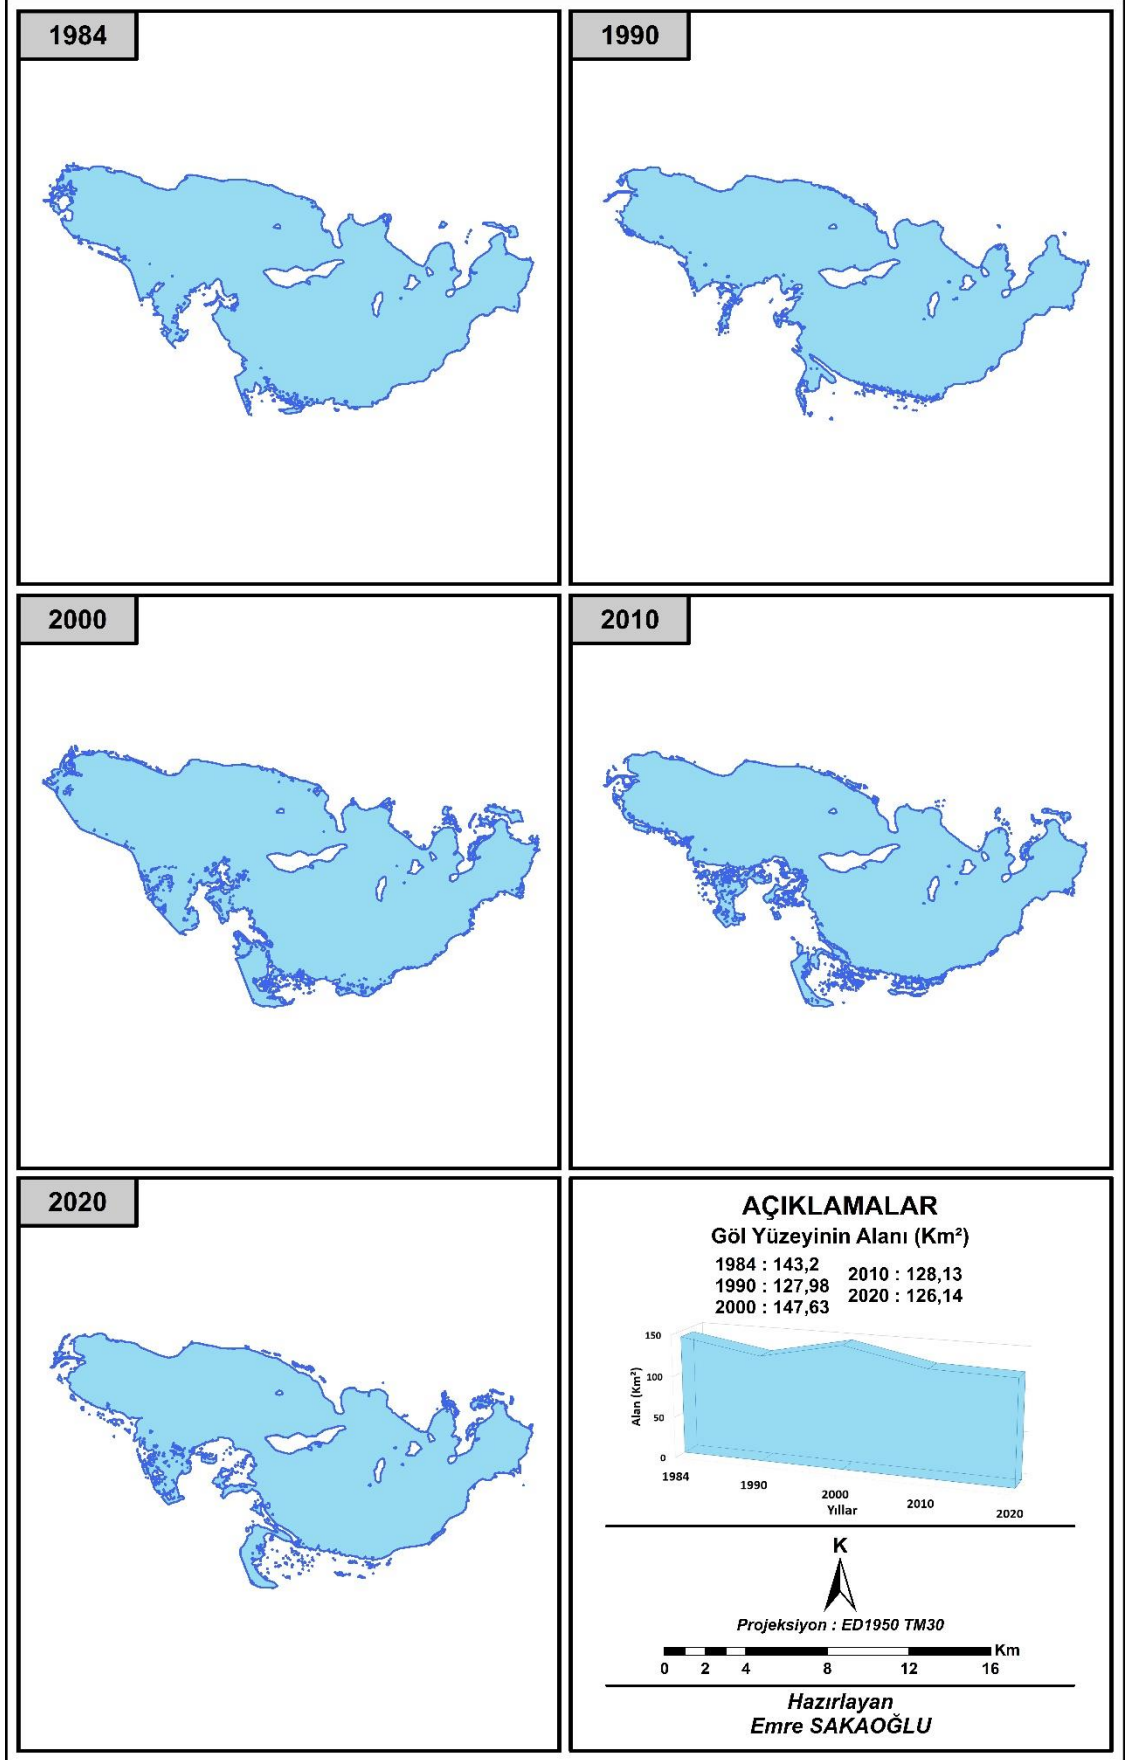 1984
1990
2000
2010
2020
AÇIKLAMALAR
Göl Yüzeyinin Alanı (Km²)
1984 : 143,2
1990 : 127,98
2000 : 147,63
2010 : 128,13
2020 : 126,14
150
100
50
0
Alan (Km²)
1984
1990
2000
2010
2020
Yıllar
K
Projeksiyon : ED1950 TM30
Km
0 2 4 8 12 16
Hazırlayan
Emre SAKAOĞLU